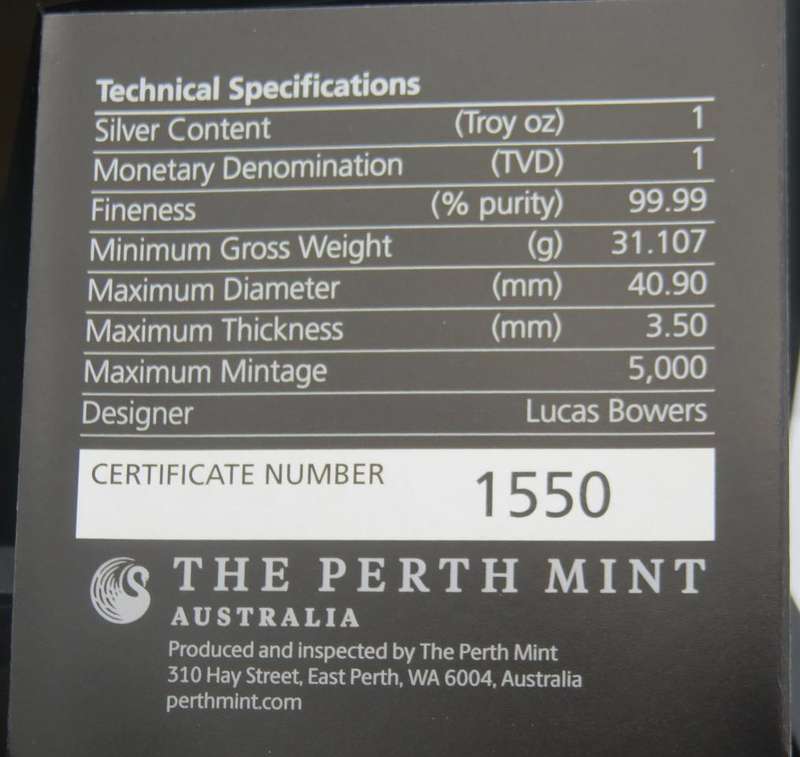 Technical Specifications
Silver Content (Troy oz) 1
Monetary Denomination (TVD) 1
Fineness (% purity) 99.99
Minimum Gross Weight (g) 31.107
Maximum Diameter (mm) 40.90
Maximum Thickness (mm) 3.50
Maximum Mintage 5,000
Designer Lucas Bowers
CERTIFICATE NUMBER 1550
THE PERTH MINT
AUSTRALIA
Produced and inspected by The Perth Mint
310 Hay Street, East Perth, WA 6004, Australia
perthmint.com